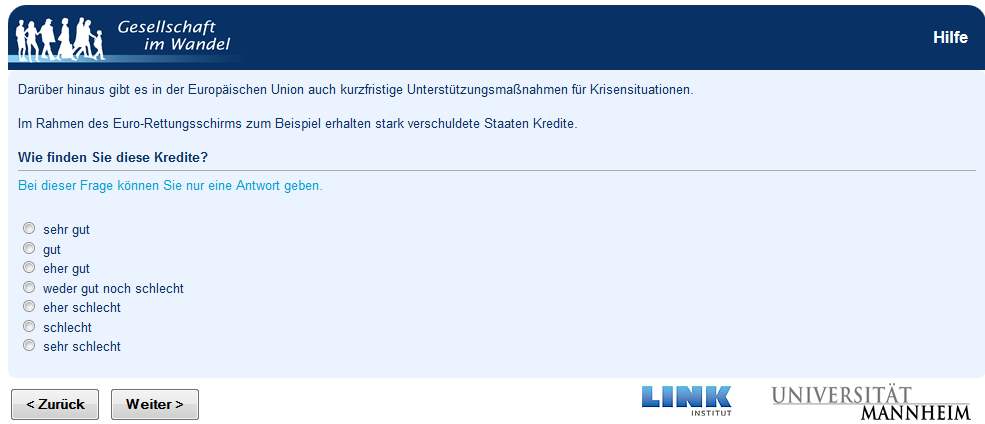 Gesellschaft
im Wandel
Hilfe
Darüber hinaus gibt es in der Europäischen Union auch kurzfristige Unterstützungsmaßnahmen für Krisensituationen.
Im Rahmen des Euro-Rettungsschirms zum Beispiel erhalten stark verschuldete Staaten Kredite.
Wie finden Sie diese Kredite?
Bei dieser Frage können Sie nur eine Antwort geben.
sehr gut
gut
eher gut
weder gut noch schlecht
eher schlecht
schlecht
sehr schlecht
< Zurück
Weiter >
LINK
INSTITUT
UNIVERSITÄT
MANNHEIM